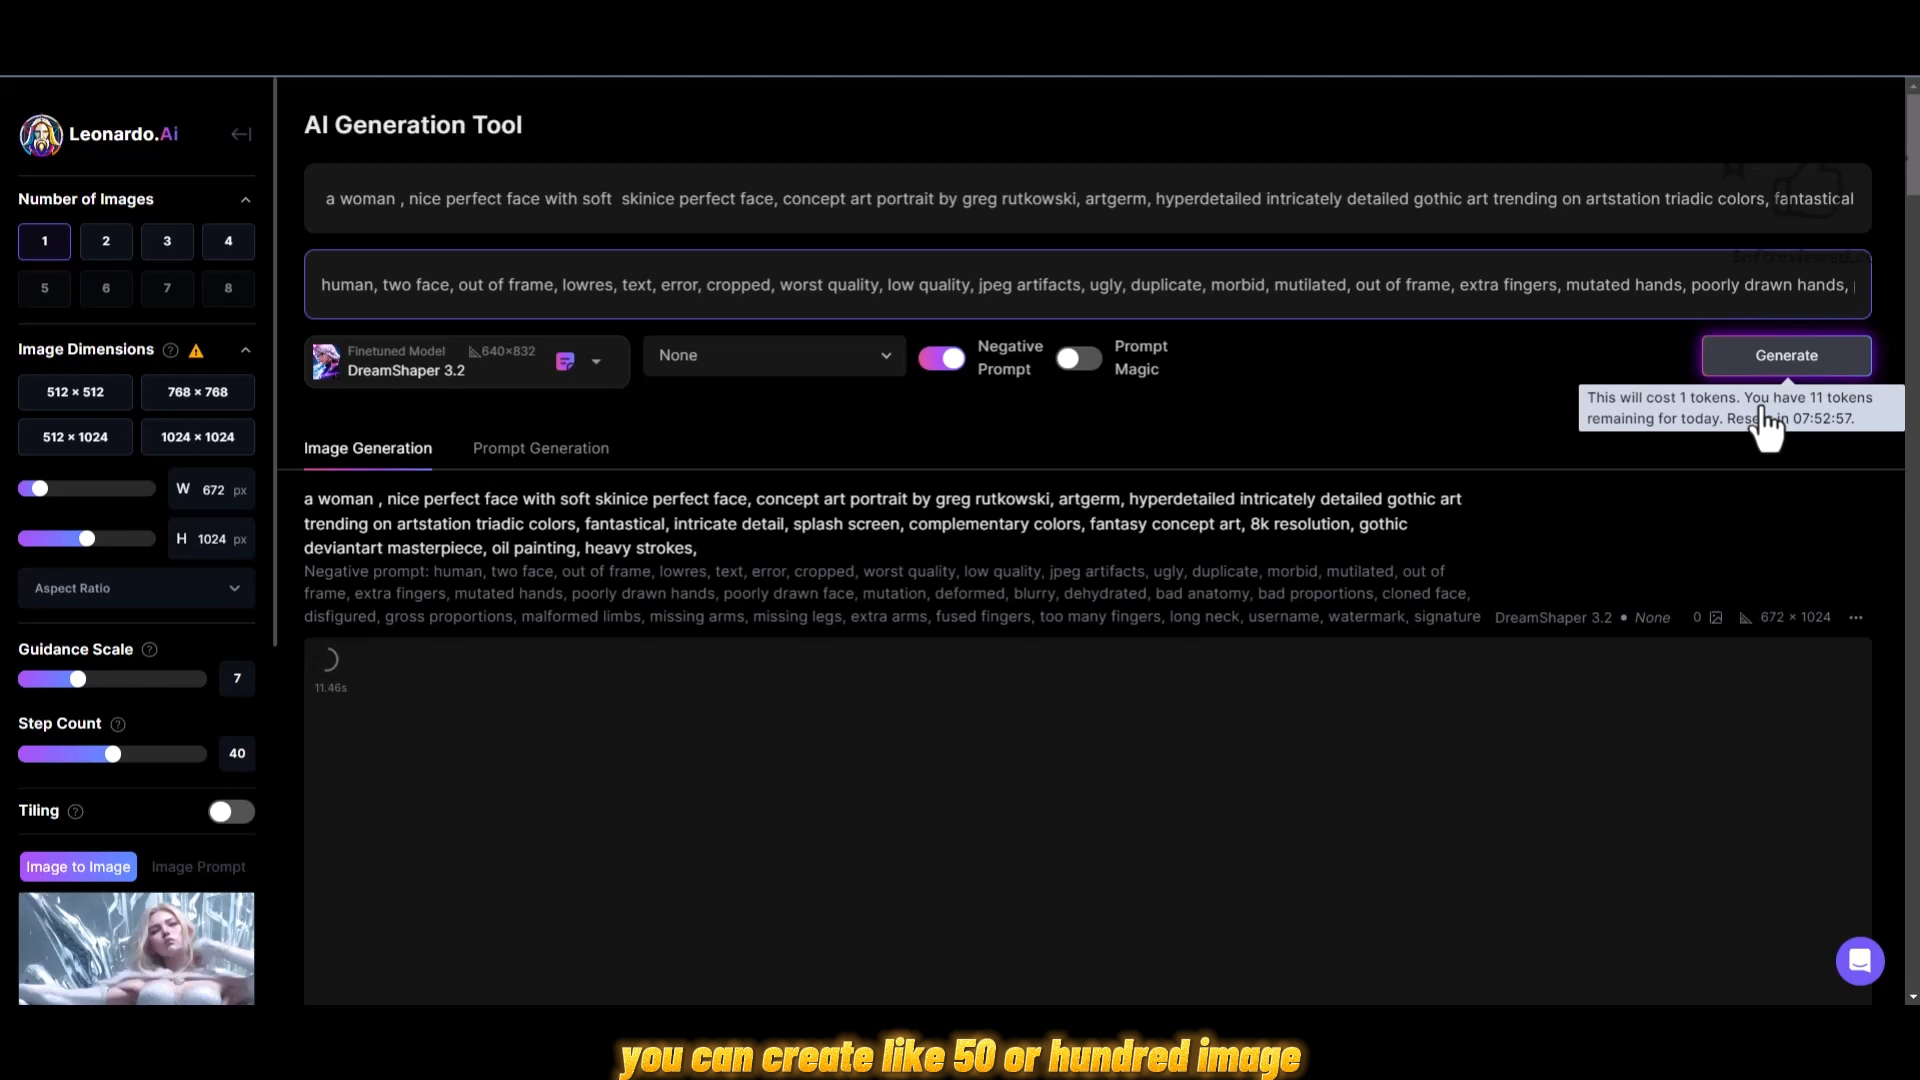 Leonardo.Ai
AI Generation Tool
Number of Images
1 2 3 4
5 6 7 8
Image Dimensions
512 × 512 768 × 768
512 × 1024 1024 × 1024
W 672 px
H 1024 px
Aspect Ratio
Guidance Scale
7
Step Count
40
Tiling
Image to Image Image Prompt
a woman , nice perfect face with soft skinice perfect face, concept art portrait by greg rutkowski, artgerm, hyperdetailed intricately detailed gothic art trending on artstation triadic colors, fantastical
human, two face, out of frame, lowres, text, error, cropped, worst quality, low quality, jpeg artifacts, ugly, duplicate, morbid, mutilated, out of frame, extra fingers, mutated hands, poorly drawn hands,
Finetuned Model 640×832
DreamShaper 3.2
None
Negative
Prompt
Prompt
Magic
Generate
This will cost 1 tokens. You have 11 tokens
remaining for today. in 07:52:57.
Image Generation Prompt Generation
a woman , nice perfect face with soft skinice perfect face, concept art portrait by greg rutkowski, artgerm, hyperdetailed intricately detailed gothic art
trending on artstation triadic colors, fantastical, intricate detail, splash screen, complementary colors, fantasy concept art, 8k resolution, gothic
deviantart masterpiece, oil painting, heavy strokes,
Negative prompt: human, two face, out of frame, lowres, text, error, cropped, worst quality, low quality, jpeg artifacts, ugly, duplicate, morbid, mutilated, out of
frame, extra fingers, mutated hands, poorly drawn hands, poorly drawn face, mutation, deformed, blurry, dehydrated, bad anatomy, bad proportions, cloned face,
disfigured, gross proportions, malformed limbs, missing arms, missing legs, extra arms, fused fingers, too many fingers, long neck, username, watermark, signature
DreamShaper 3.2 • None 0 672 × 1024 •••
11.46s
you can create like 50 or hundred image